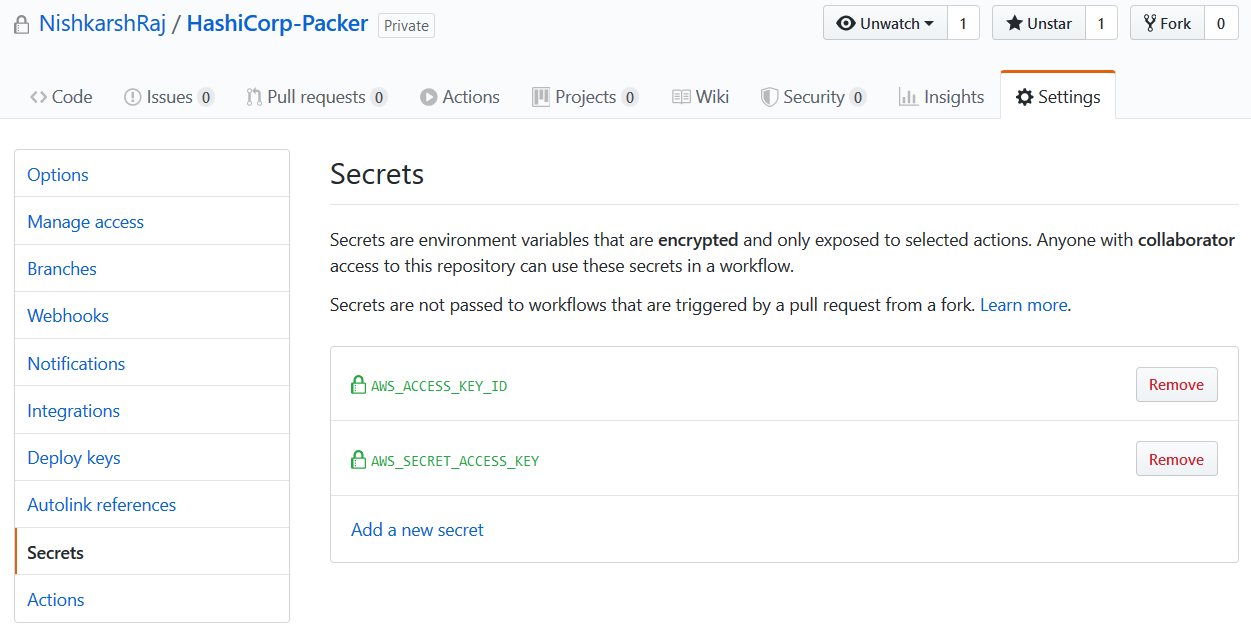 NishkarshRaj / HashiCorp-Packer Private Unwatch 1 Unstar 1 Fork 0
Code Issues 0 Pull requests 0 Actions Projects 0 Wiki Security 0 Insights Settings
Options
Manage access
Branches
Webhooks
Notifications
Integrations
Deploy keys
Autolink references
Secrets
Actions
Secrets
Secrets are environment variables that are encrypted and only exposed to selected actions. Anyone with collaborator
access to this repository can use these secrets in a workflow.
Secrets are not passed to workflows that are triggered by a pull request from a fork. Learn more.
AWS_ACCESS_KEY_ID Remove
AWS_SECRET_ACCESS_KEY Remove
Add a new secret